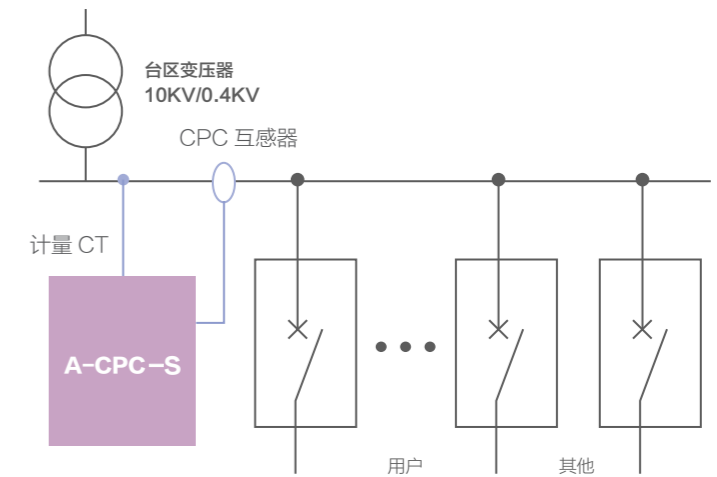 台区变压器
10KV/0.4KV
CPC 互感器
计量 CT
A-CPC-S
用户
其他